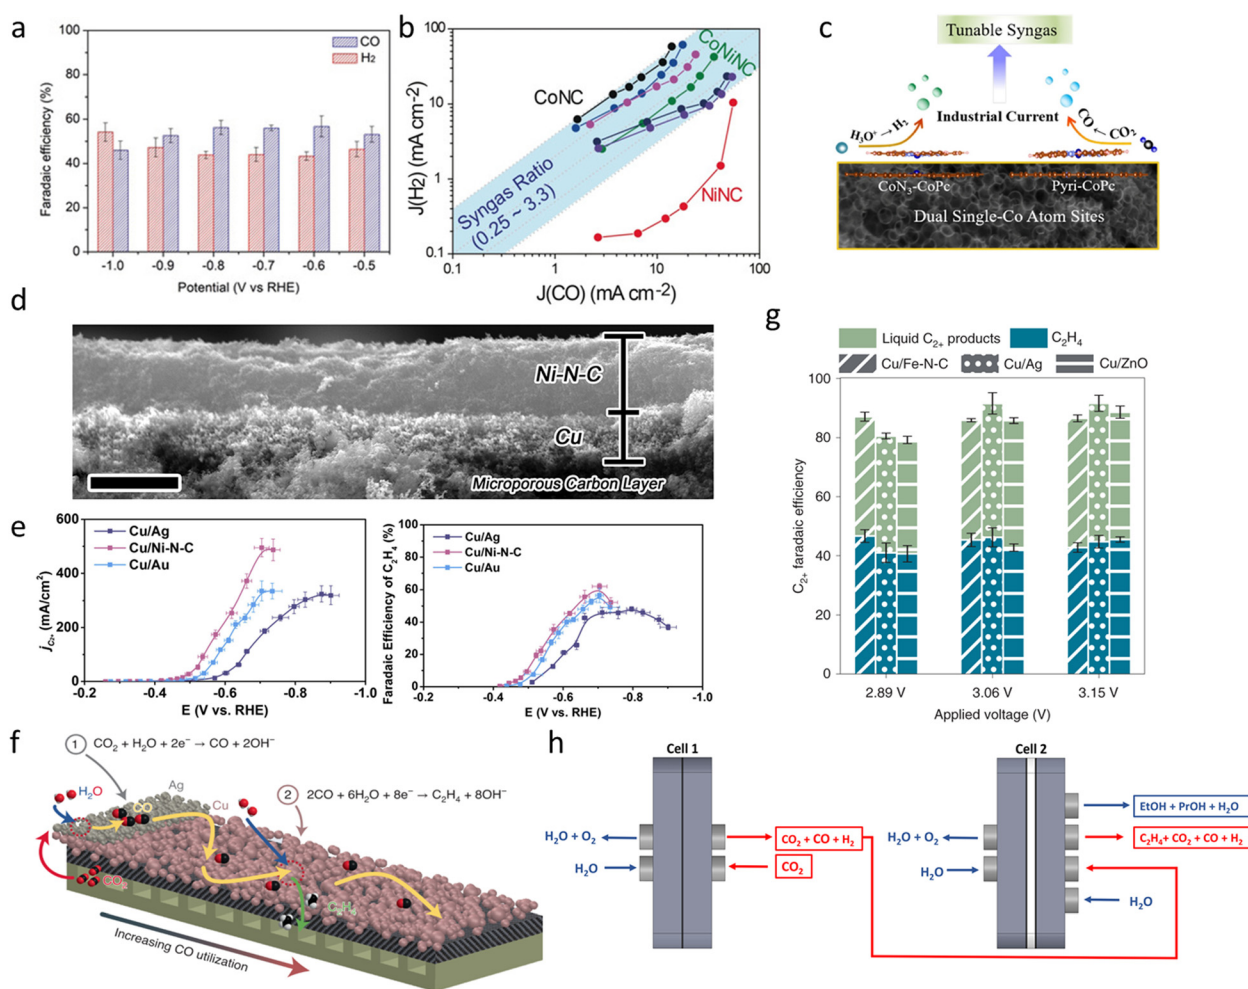 a
100
80
60
40
20
0
Faradaic efficiency (%)
CO
H2
-1.0 -0.9 -0.8 -0.7 -0.6 -0.5
Potential (V vs RHE)
b
100
10
1
0.1
J(H2) (mA cm-2)
CoNC
CoNiNC
NiNC
Syngas Ratio
(0.25 ~ 3.3)
0.1 1 10 100
J(CO) (mA cm-2)
c
Tunable Syngas
Industrial Current
H₃O⁺→H₂
CO ← CO₂
CoN₃-CoPc
Pyri-CoPc
Dual Single-Co Atom Sites
d
Ni-N-C
Cu
Microporous Carbon Layer
e
600
400
200
0
j_C₂₊ (mA/cm²)
Cu/Ag
Cu/Ni-N-C
Cu/Au
-0.2 -0.4 -0.6 -0.8 -1.0
E (V vs. RHE)
100
80
60
40
20
0
Faradaic Efficiency of C₂H₄ (%)
Cu/Ag
Cu/Ni-N-C
Cu/Au
-0.2 -0.4 -0.6 -0.8 -1.0
E (V vs. RHE)
g
Liquid C₂₊ products
C₂H₄
Cu/Fe-N-C
Cu/Ag
Cu/ZnO
100
80
60
40
20
0
C₂₊ faradaic efficiency
2.89 V 3.06 V 3.15 V
Applied voltage (V)
f
1 CO₂ + H₂O + 2e⁻ → CO + 2OH⁻
2 2CO + 6H₂O + 8e⁻ → C₂H₄ + 8OH⁻
Ag
H₂O
CO
Cu
CO₂
C₂H₄
Increasing CO utilization
h
Cell 1
H₂O + O₂
H₂O
CO₂ + CO + H₂
CO₂
Cell 2
H₂O + O₂
H₂O
EtOH + PrOH + H₂O
C₂H₄+ CO₂ + CO + H₂
H₂O